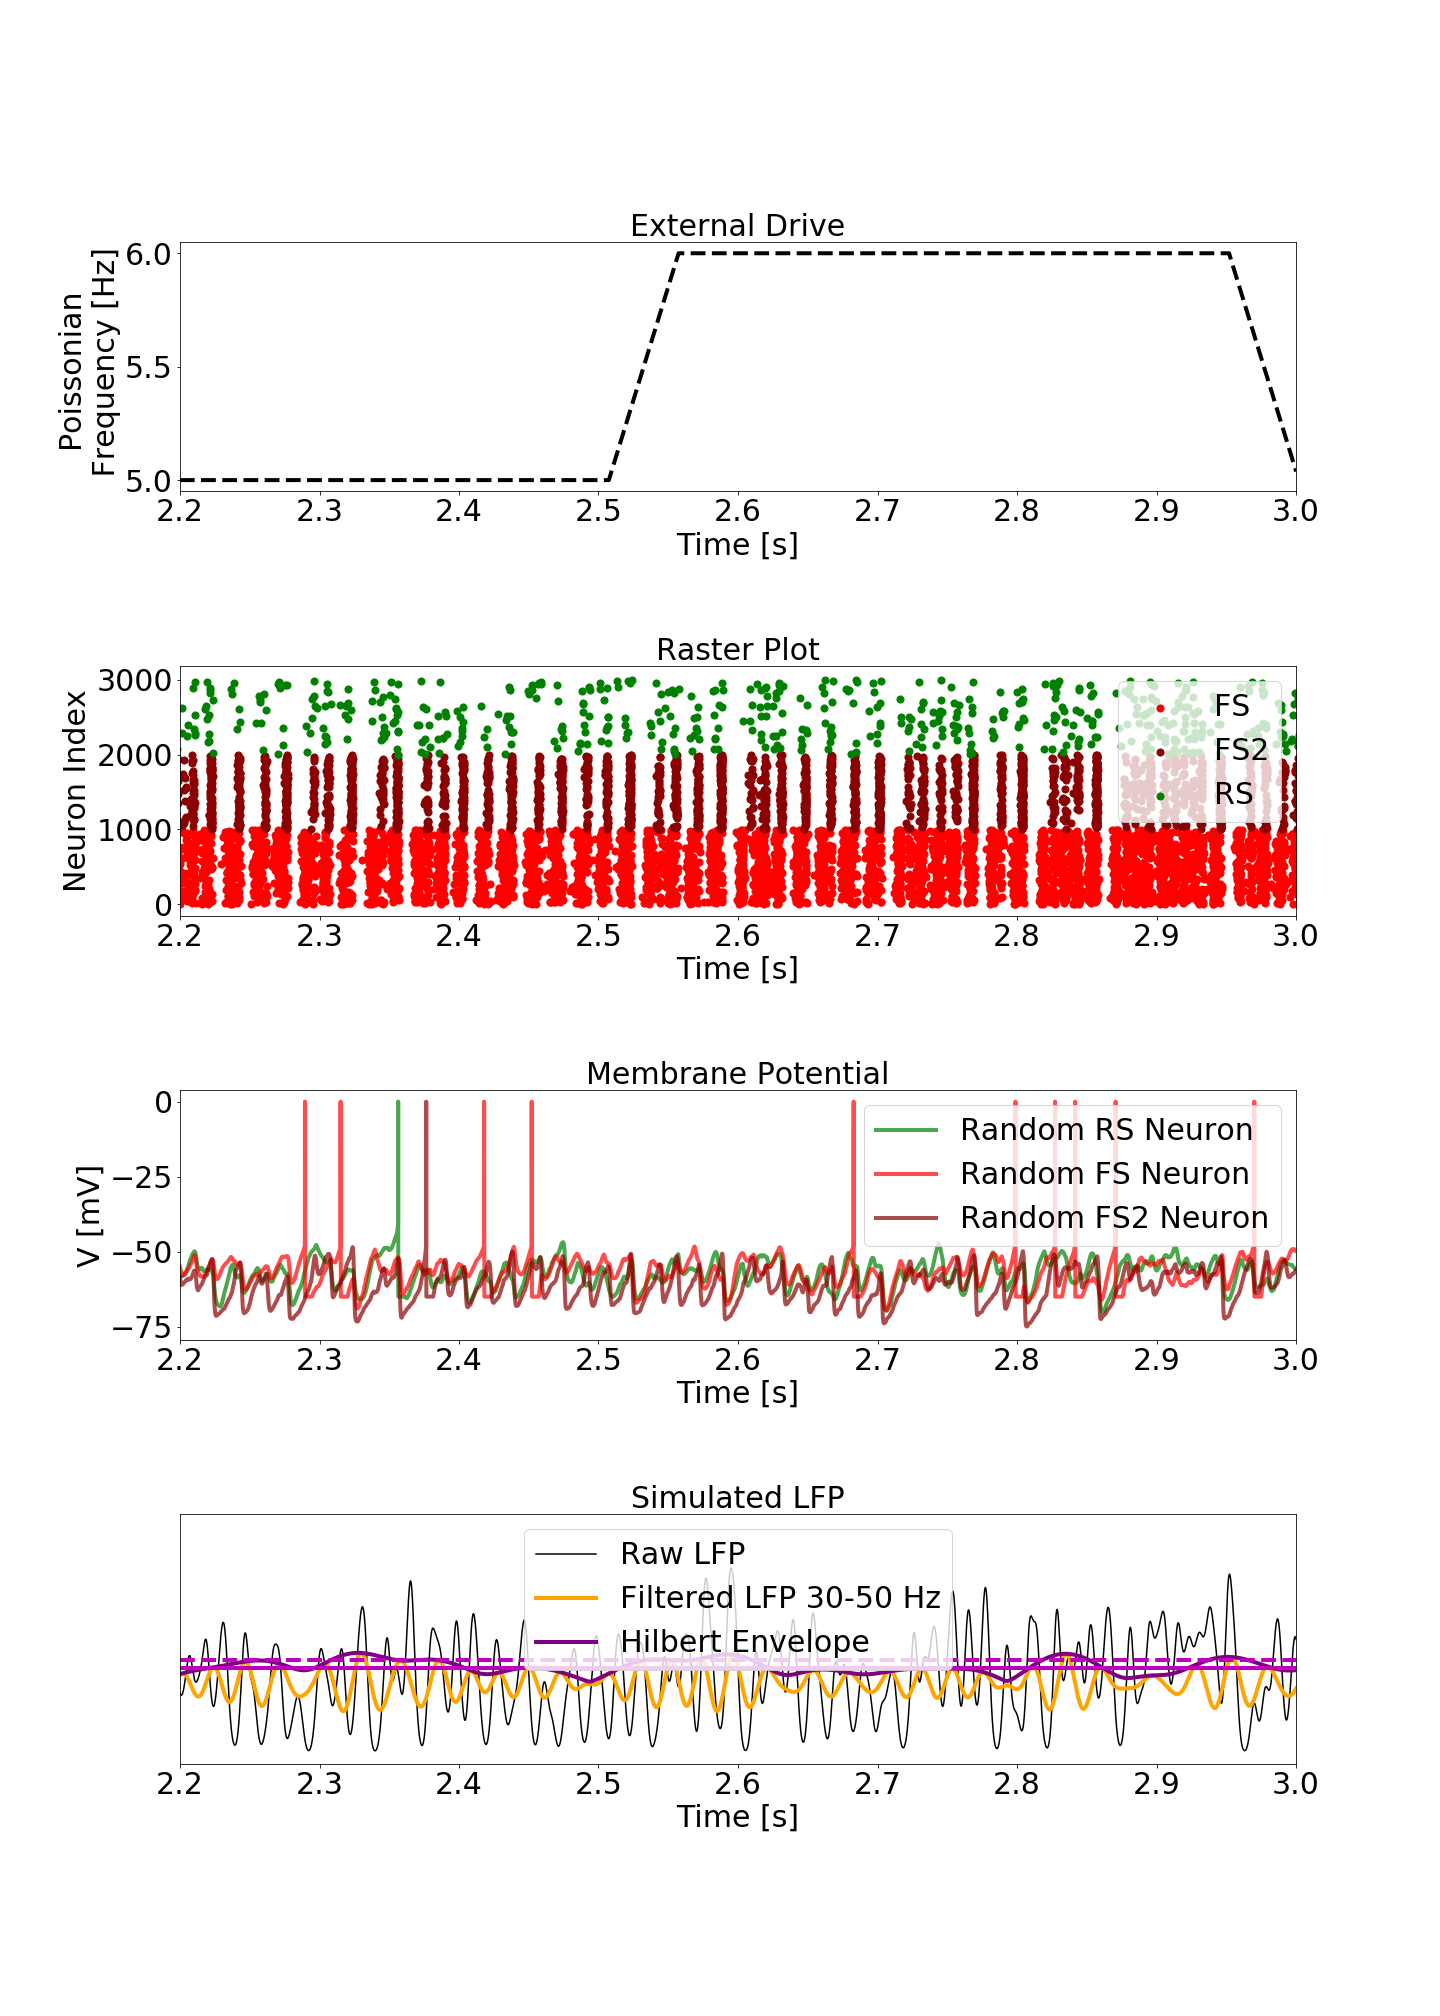 External Drive
Poissonian
Frequency [Hz]
6.0
5.5
5.0
2.2 2.3 2.4 2.5 2.6 2.7 2.8 2.9 3.0
Time [s]
Raster Plot
Neuron Index
3000
2000
1000
0
FS
FS2
RS
2.2 2.3 2.4 2.5 2.6 2.7 2.8 2.9 3.0
Time [s]
Membrane Potential
V [mV]
0
−25
−50
−75
Random RS Neuron
Random FS Neuron
Random FS2 Neuron
2.2 2.3 2.4 2.5 2.6 2.7 2.8 2.9 3.0
Time [s]
Simulated LFP
Raw LFP
Filtered LFP 30-50 Hz
Hilbert Envelope
2.2 2.3 2.4 2.5 2.6 2.7 2.8 2.9 3.0
Time [s]